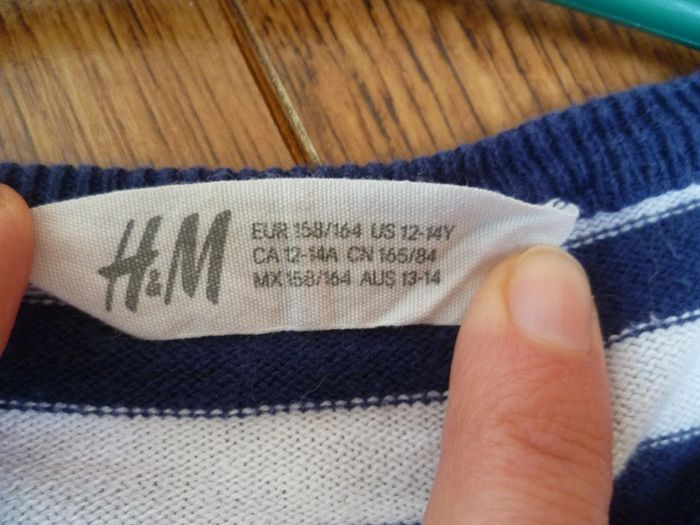 H&M
EUR 158/164 US 12-14Y
CA 12-14A CN 165/84
MX 158/164 AUS 13-14